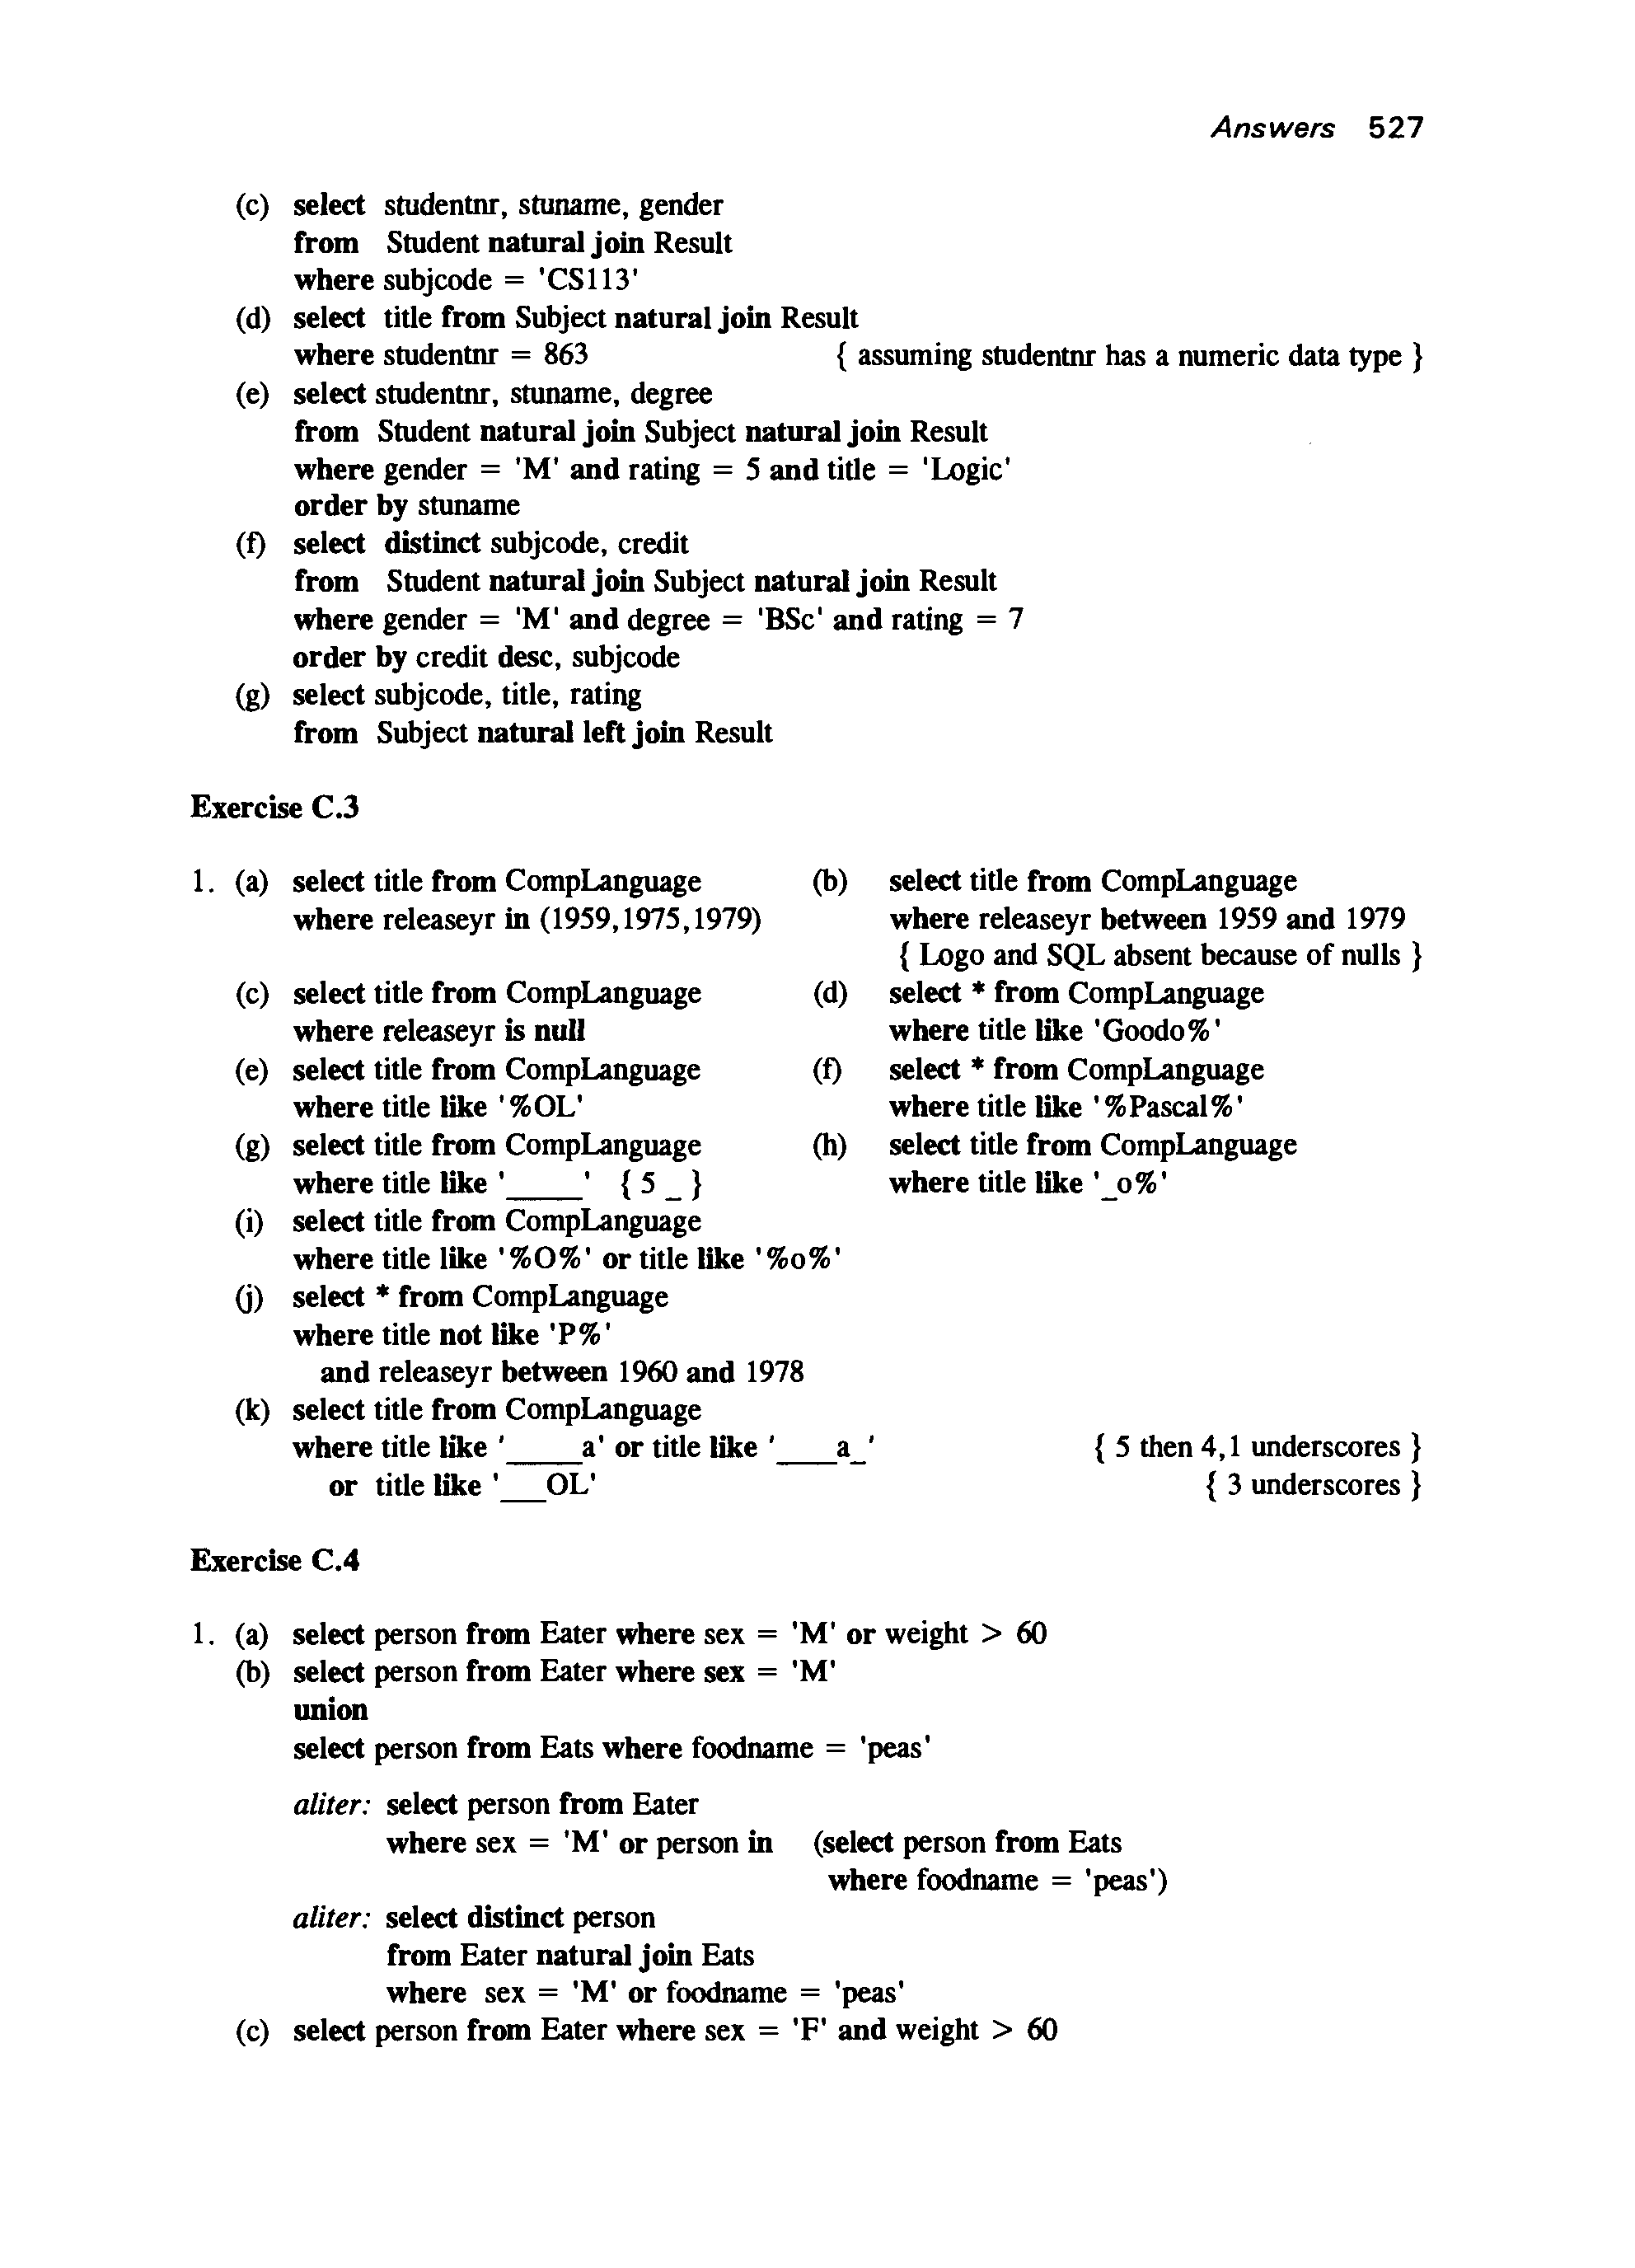 Answers 527
(c) select studentnr, stuname, gender
from Student natural join Result
where subjcode = 'CS113'
(d) select title from Subject natural join Result
where studentnr = 863 { assuming studentnr has a numeric data type }
(e) select studentnr, stuname, degree
from Student natural join Subject natural join Result
where gender = 'M' and rating = 5 and title = 'Logic'
order by stuname
(f) select distinct subjcode, credit
from Student natural join Subject natural join Result
where gender = 'M' and degree = 'BSc' and rating = 7
order by credit desc, subjcode
(g) select subjcode, title, rating
from Subject natural left join Result
Exercise C.3
1. (a) select title from CompLanguage (b) select title from CompLanguage
where releaseyr in (1959,1975,1979) where releaseyr between 1959 and 1979
{ Logo and SQL absent because of nulls }
(c) select title from CompLanguage (d) select * from CompLanguage
where releaseyr is null where title like 'Goodo%'
(e) select title from CompLanguage (f) select * from CompLanguage
where title like '%OL' where title like '%Pascal%'
(g) select title from CompLanguage (h) select title from CompLanguage
where title like '_____' { 5 _ } where title like '_o%'
(i) select title from CompLanguage
where title like '%O%' or title like '%o%'
(j) select * from CompLanguage
where title not like 'P%'
and releaseyr between 1960 and 1978
(k) select title from CompLanguage
where title like '_____a' or title like '____a_' { 5 then 4,1 underscores }
or title like '___OL' { 3 underscores }
Exercise C.4
1. (a) select person from Eater where sex = 'M' or weight > 60
(b) select person from Eater where sex = 'M'
union
select person from Eats where foodname = 'peas'
aliter: select person from Eater
where sex = 'M' or person in (select person from Eats
where foodname = 'peas')
aliter: select distinct person
from Eater natural join Eats
where sex = 'M' or foodname = 'peas'
(c) select person from Eater where sex = 'F' and weight > 60